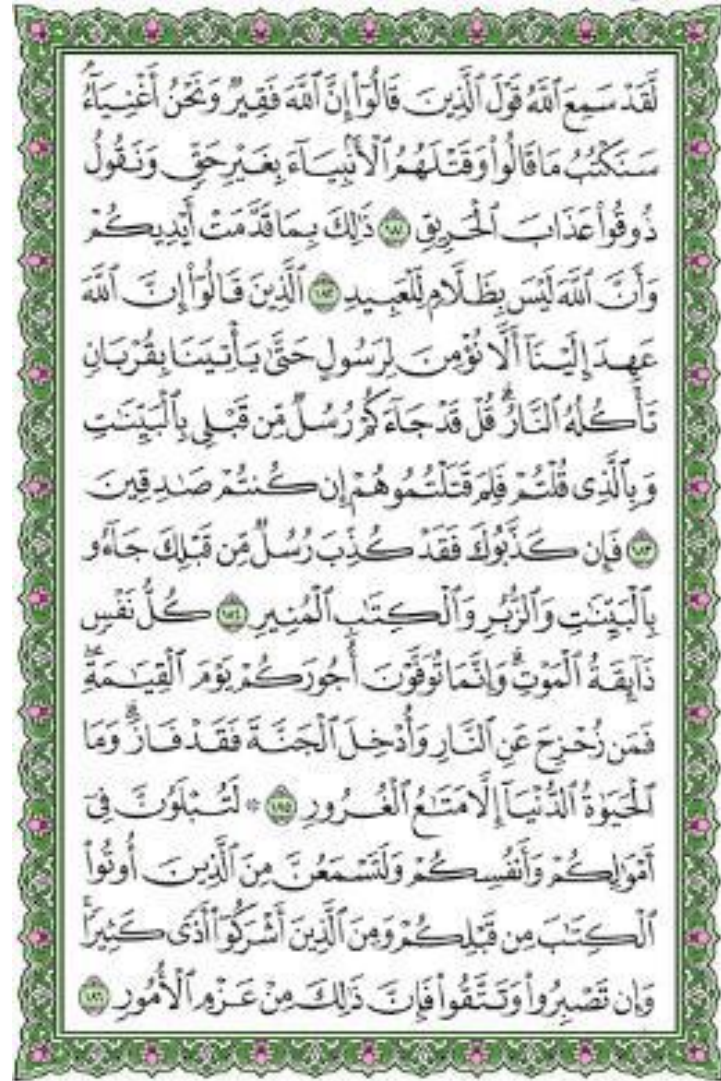 لَّقَدْ سَمِعَ ٱللَّهُ قَوْلَ ٱلَّذِينَ قَالُوٓا۟ إِنَّ ٱللَّهَ فَقِيرٌ وَنَحْنُ أَغْنِيَآءُ
سَنَكْتُبُ مَا قَالُوا۟ وَقَتْلَهُمُ ٱلْأَنۢبِيَآءَ بِغَيْرِ حَقٍّ وَنَقُولُ
ذُوقُوا۟ عَذَابَ ٱلْحَرِيقِ ١٨١ ذَٰلِكَ بِمَا قَدَّمَتْ أَيْدِيكُمْ
وَأَنَّ ٱللَّهَ لَيْسَ بِظَلَّامٍ لِّلْعَبِيدِ ١٨٢ ٱلَّذِينَ قَالُوٓا۟ إِنَّ ٱللَّهَ
عَهِدَ إِلَيْنَآ أَلَّا نُؤْمِنَ لِرَسُولٍ حَتَّىٰ يَأْتِيَنَا بِقُرْبَانٍ
تَأْكُلُهُ ٱلنَّارُ ۗ قُلْ قَدْ جَآءَكُمْ رُسُلٌ مِّن قَبْلِى بِٱلْبَيِّنَٰتِ
وَبِٱلَّذِى قُلْتُمْ فَلِمَ قَتَلْتُمُوهُمْ إِن كُنتُمْ صَٰدِقِينَ
١٨٣ فَإِن كَذَّبُوكَ فَقَدْ كُذِّبَ رُسُلٌ مِّن قَبْلِكَ جَآءُو
بِٱلْبَيِّنَٰتِ وَٱلزُّبُرِ وَٱلْكِتَٰبِ ٱلْمُنِيرِ ١٨٤ كُلُّ نَفْسٍ
ذَآئِقَةُ ٱلْمَوْتِ ۗ وَإِنَّمَا تُوَفَّوْنَ أُجُورَكُمْ يَوْمَ ٱلْقِيَٰمَةِ ۖ
فَمَن زُحْزِحَ عَنِ ٱلنَّارِ وَأُدْخِلَ ٱلْجَنَّةَ فَقَدْ فَازَ ۗ وَمَا
ٱلْحَيَوٰةُ ٱلدُّنْيَآ إِلَّا مَتَٰعُ ٱلْغُرُورِ ١٨٥ ۞ لَتُبْلَوُنَّ فِىٓ
أَمْوَٰلِكُمْ وَأَنفُسِكُمْ وَلَتَسْمَعُنَّ مِنَ ٱلَّذِينَ أُوتُوا۟
ٱلْكِتَٰبَ مِن قَبْلِكُمْ وَمِنَ ٱلَّذِينَ أَشْرَكُوٓا۟ أَذًى كَثِيرًا ۚ
وَإِن تَصْبِرُوا۟ وَتَتَّقُوا۟ فَإِنَّ ذَٰلِكَ مِنْ عَزْمِ ٱلْأُمُورِ ١٨٦